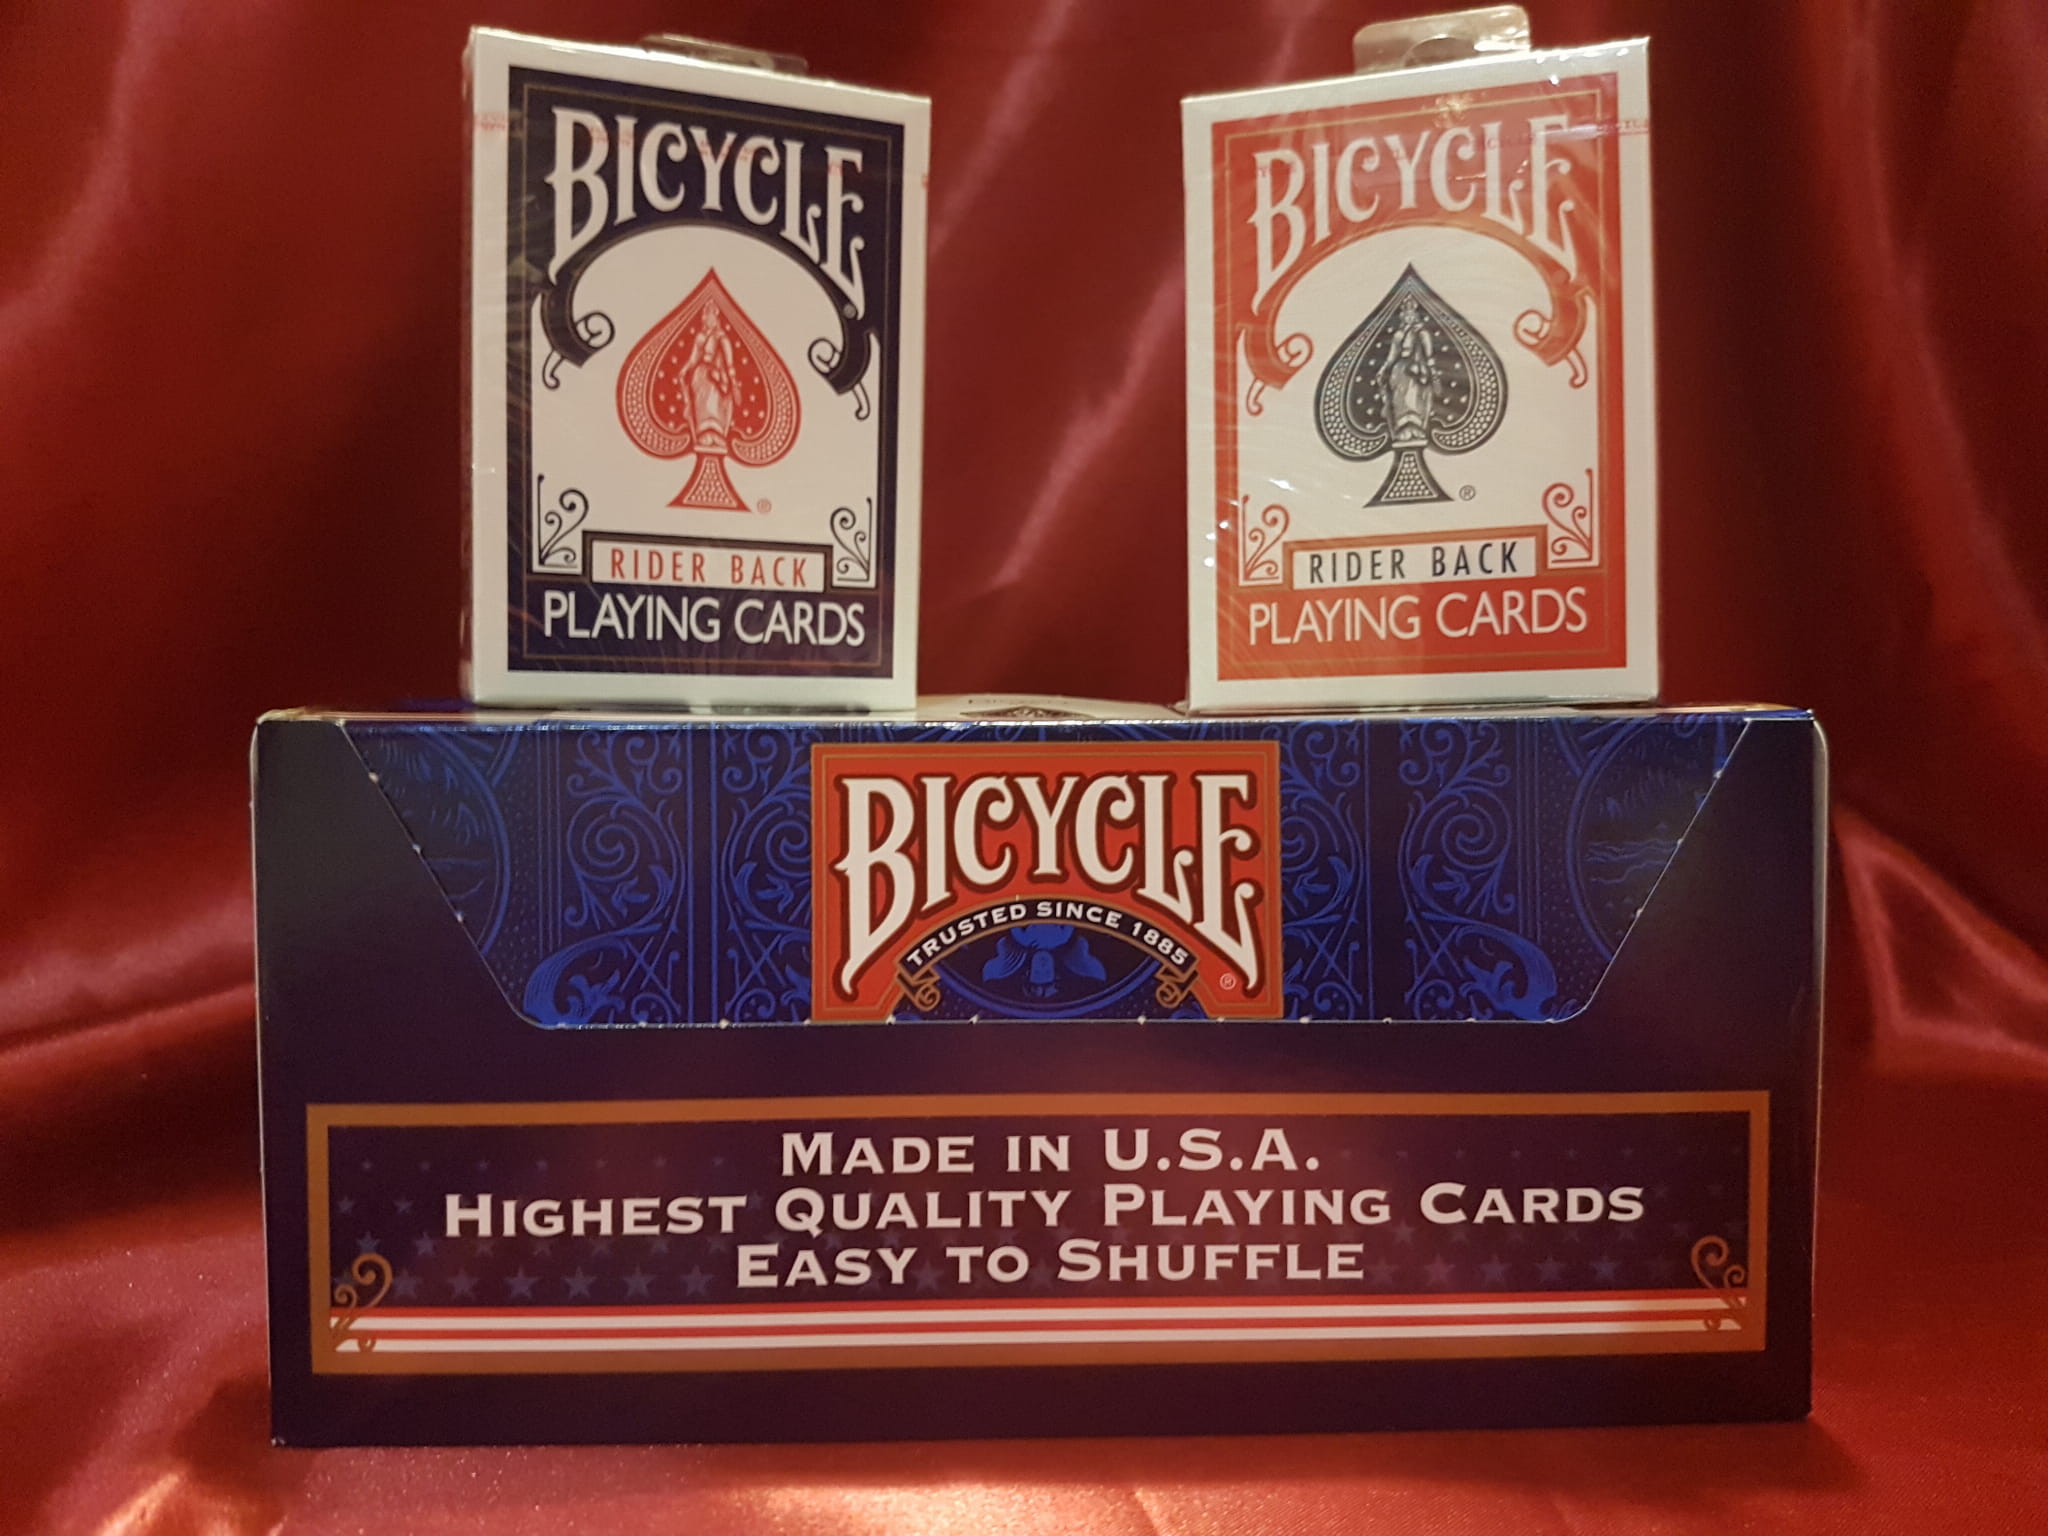 BICYCLE
®
®
RIDER BACK
PLAYING CARDS
BICYCLE
®
RIDER BACK
PLAYING CARDS
BICYCLE
TRUSTED SINCE 1885
®
MADE IN U.S.A.
HIGHEST QUALITY PLAYING CARDS
EASY TO SHUFFLE